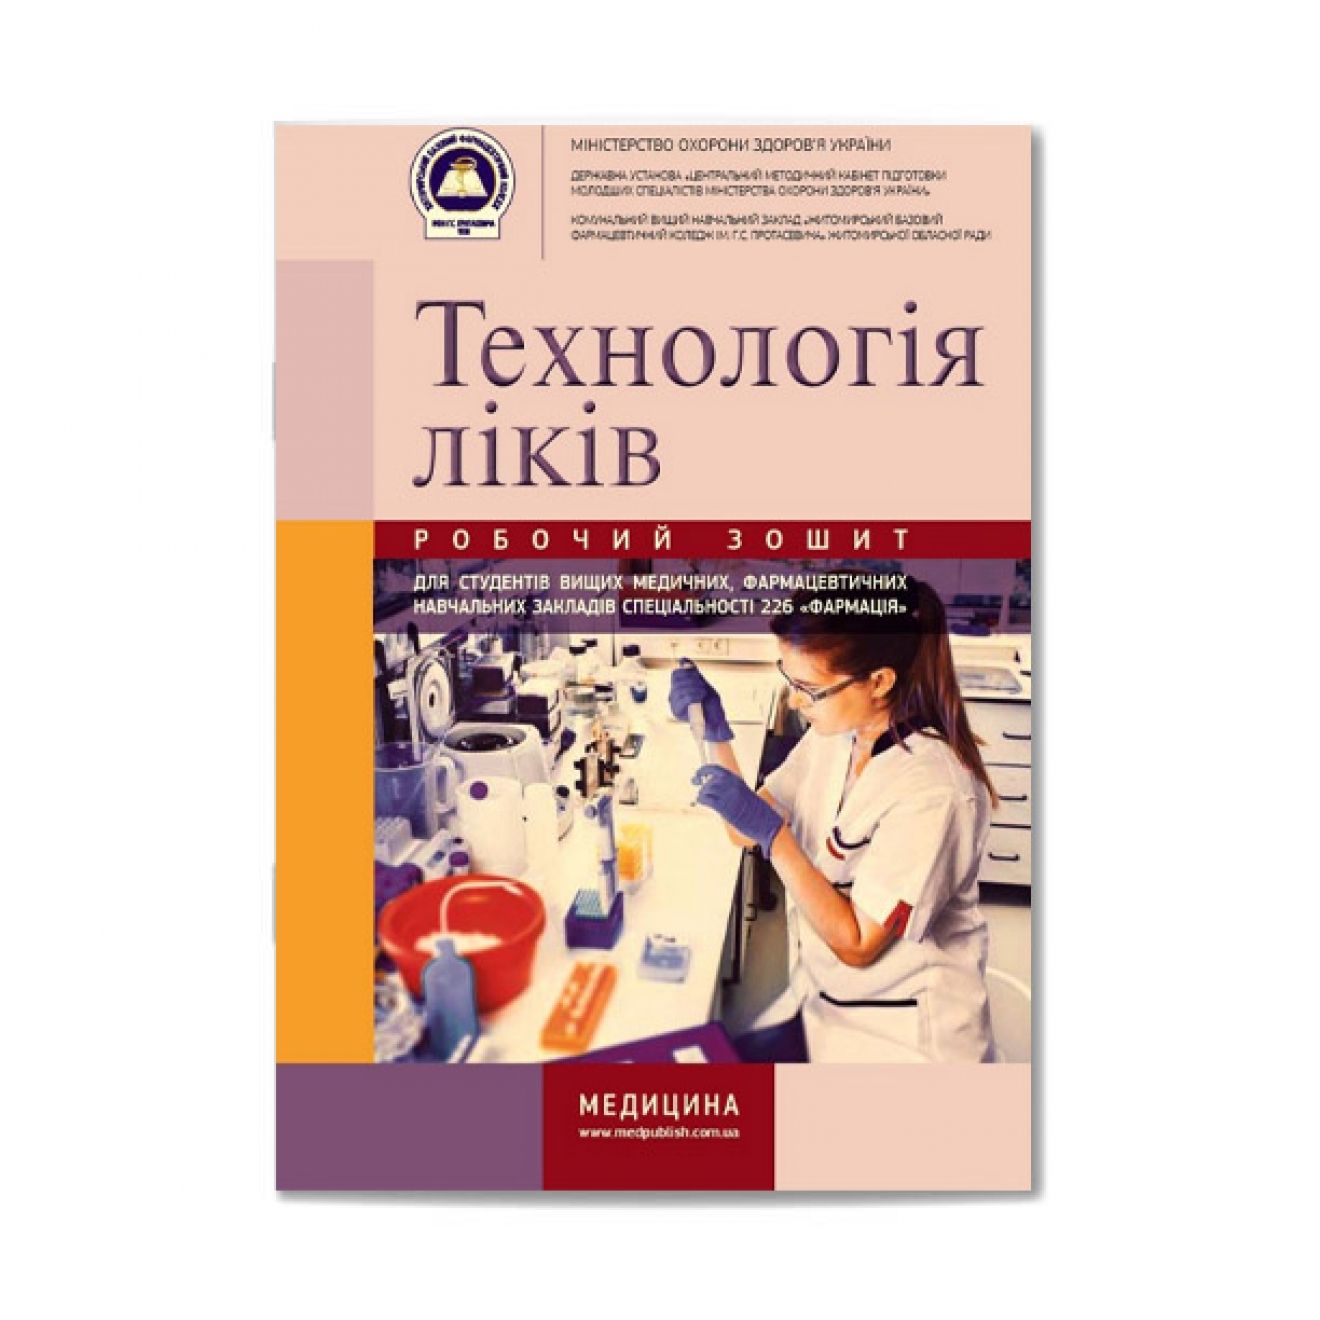 МІНІСТЕРСТВО ОХОРОНИ ЗДОРОВ'Я УКРАЇНИ
ДЕРЖАВНА УСТАНОВА «ЦЕНТРАЛЬНИЙ МЕТОДИЧНИЙ КАБІНЕТ ПІДГОТОВКИ
МОЛОДШИХ СПЕЦІАЛІСТІВ МІНІСТЕРСТВА ОХОРОНИ ЗДОРОВ'Я УКРАЇНИ»
КОМУНАЛЬНИЙ ВИЩИЙ НАВЧАЛЬНИЙ ЗАКЛАД «ЖИТОМИРСЬКИЙ БАЗОВИЙ
ФАРМАЦЕВТИЧНИЙ КОЛЕДЖ ІМ. Г.С. ПРОТАСЕВИЧА» ЖИТОМИРСЬКОЇ ОБЛАСНОЇ РАДИ
Технологія
ліків
РОБОЧИЙ ЗОШИТ
ДЛЯ СТУДЕНТІВ ВИЩИХ МЕДИЧНИХ, ФАРМАЦЕВТИЧНИХ
НАВЧАЛЬНИХ ЗАКЛАДІВ СПЕЦІАЛЬНОСТІ 226 «ФАРМАЦІЯ»
МЕДИЦИНА
www.medpublish.com.ua